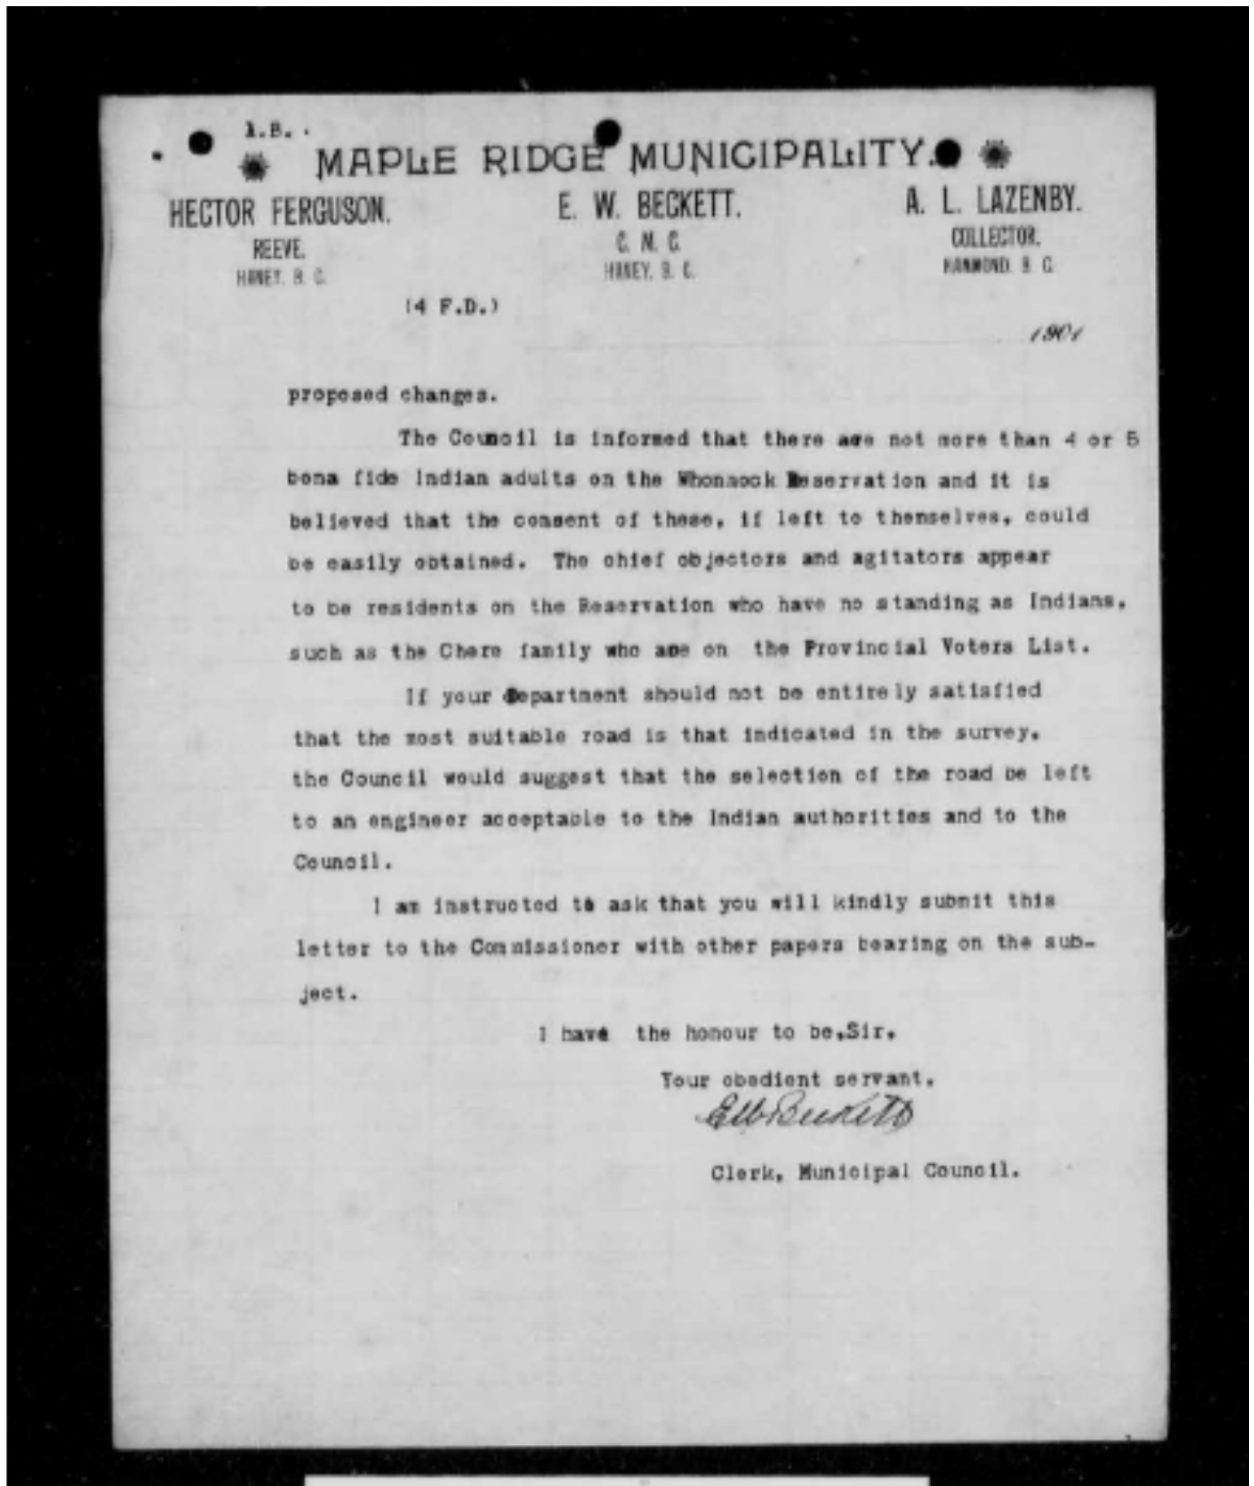 1.B.
MAPLE RIDGE MUNICIPALITY.
HECTOR FERGUSON. E. W. BECKETT. A. L. LAZENBY.
REEVE. C. M. C. COLLECTOR.
HANEY. B. C. HANEY. B. C. HAMMOND. B. C.
(4 F.D.)
1901
proposed changes.
The Council is informed that there are not more than 4 or 5
bona fide Indian adults on the Whonnock Reservation and it is
believed that the consent of these, if left to themselves, could
be easily obtained. The chief objectors and agitators appear
to be residents on the Reservation who have no standing as Indians,
such as the Chere family who are on the Provincial Voters List.
If your department should not be entirely satisfied
that the most suitable road is that indicated in the survey,
the Council would suggest that the selection of the road be left
to an engineer acceptable to the Indian authorities and to the
Council.
I am instructed to ask that you will kindly submit this
letter to the Commissioner with other papers bearing on the sub-
ject.
I have the honour to be,Sir,
Your obedient servant,
EWBeckett
Clerk, Municipal Council.